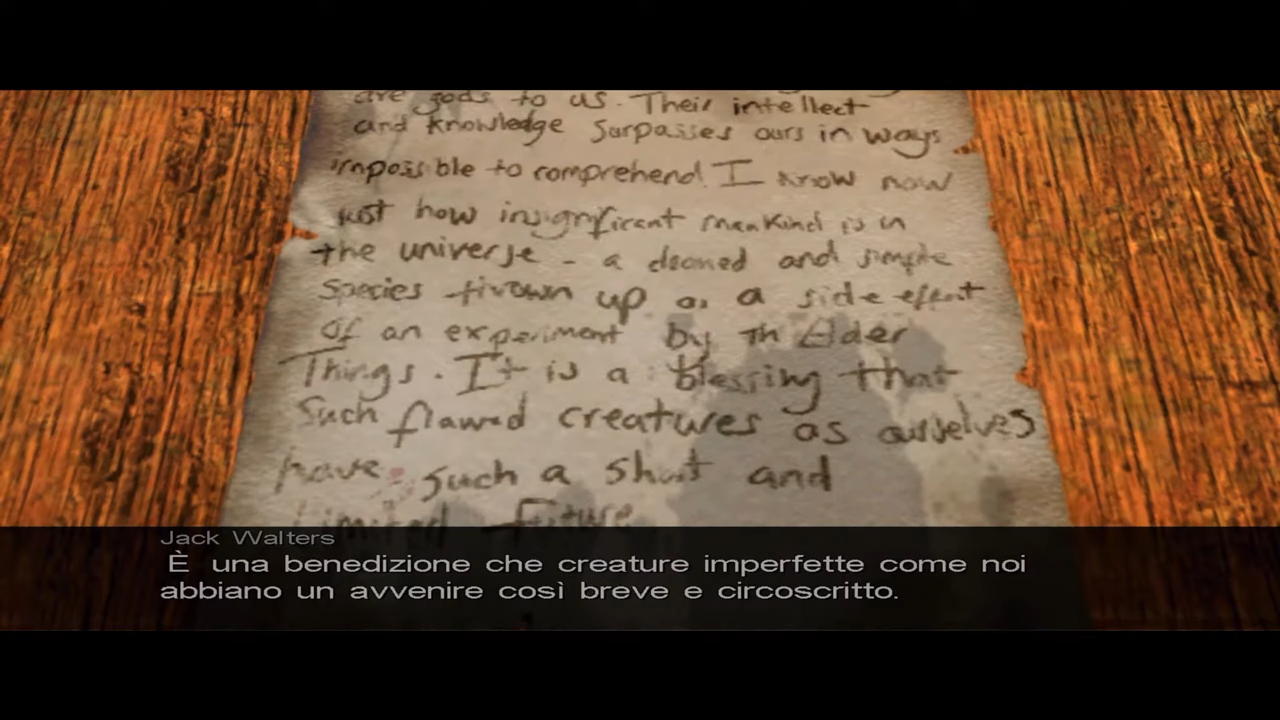 are gods to us. Their intellect
and knowledge surpasses ours in ways
impossible to comprehend. I know now
just how insignificant mankind is in
the universe - a doomed and simple
species thrown up as a side effect
of an experiment by Th Elder
Things. It is a blessing that
such flawed creatures as ourselves
have such a short and
limited future
Jack Walters
È una benedizione che creature imperfette come noi
abbiano un avvenire così breve e circoscritto.